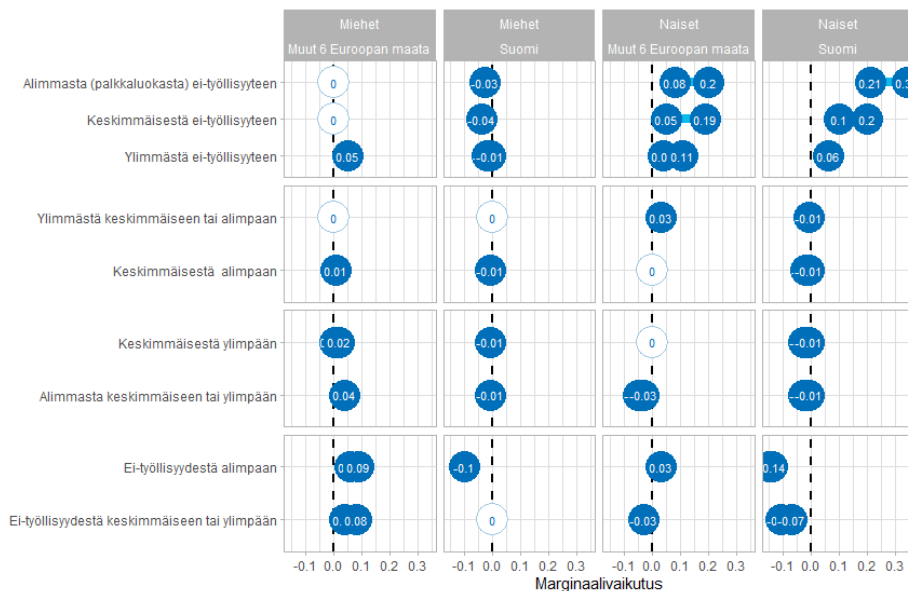 Miehet Miehet Naiset Naiset
Muut 6 Euroopan maata Suomi Muut 6 Euroopan maata Suomi
Alimmasta (palkkaluokasta) ei-työllisyyteen 0 -0.03 0.08 0.2 0.21
Keskimmäisestä ei-työllisyyteen 0 -0.04 0.05 0.19 0.1 0.2
Ylimmästä ei-työllisyyteen 0.05 -0.01 0.11 0.06
Ylimmästä keskimmäiseen tai alimpaan 0 0 0.03 -0.01
Keskimmäisestä alimpaan 0.01 -0.01 0 -0.01
Keskimmäisestä ylimpään 0.02 -0.01 0 -0.01
Alimmasta keskimmäiseen tai ylimpään 0.04 -0.01 -0.03 -0.01
Ei-työllisyydestä alimpaan 0.09 -0.1 0.03 0.14
Ei-työllisyydestä keskimmäiseen tai ylimpään 0.08 0 -0.03 -0.07
-0.1 0.0 0.1 0.2 0.3 -0.1 0.0 0.1 0.2 0.3 -0.1 0.0 0.1 0.2 0.3 -0.1 0.0 0.1 0.2 0.3
Marginaalivaikutus